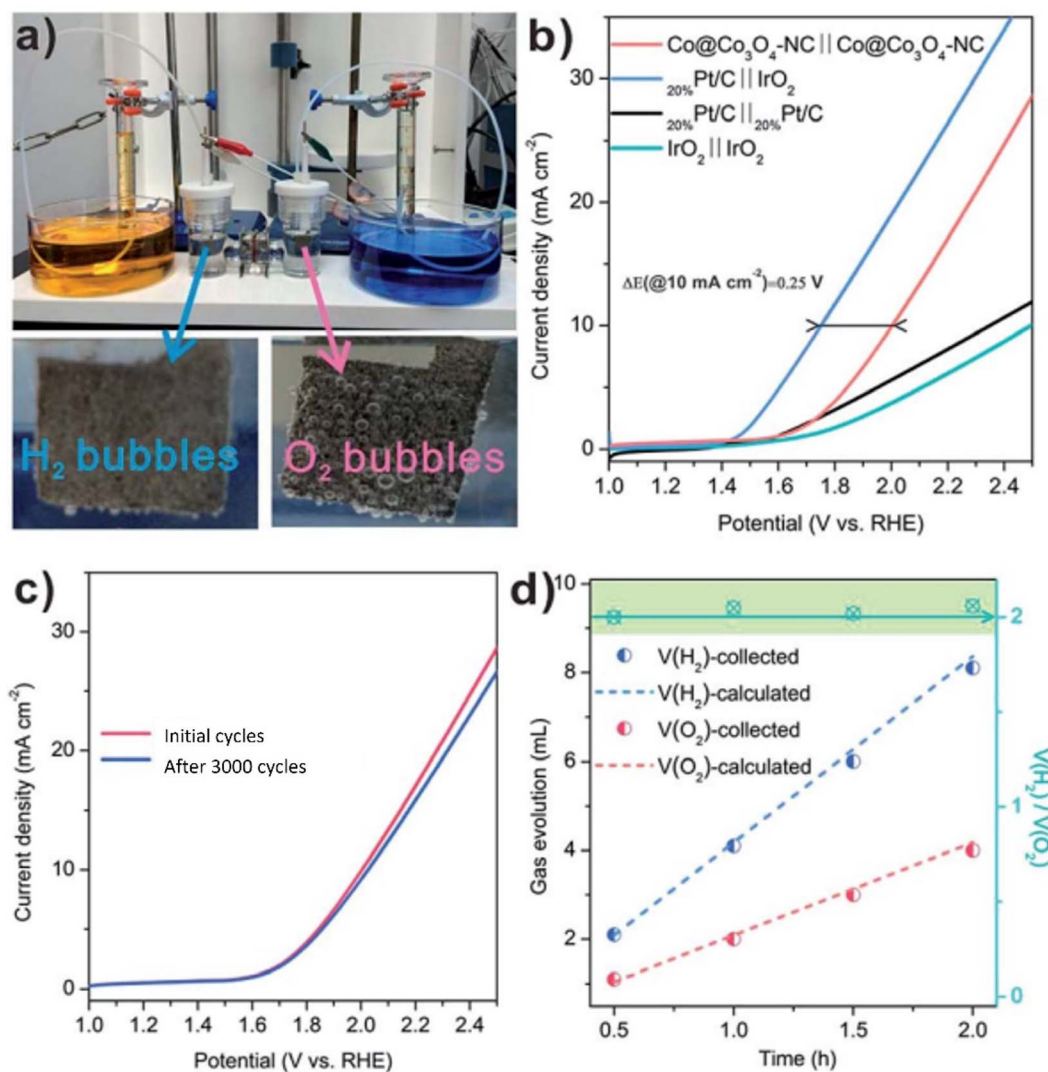 a)
H₂ bubbles
O₂ bubbles
b)
Co@Co₃O₄-NC||Co@Co₃O₄-NC
20%Pt/C||IrO₂
20%Pt/C||20%Pt/C
IrO₂||IrO₂
ΔE(@10 mA cm⁻²)=0.25 V
30
20
10
0
Current density (mA cm⁻²)
1.0 1.2 1.4 1.6 1.8 2.0 2.2 2.4
Potential (V vs. RHE)
c)
Initial cycles
After 3000 cycles
30
20
10
0
Current density (mA cm⁻²)
1.0 1.2 1.4 1.6 1.8 2.0 2.2 2.4
Potential (V vs. RHE)
d)
V(H₂)-collected
V(H₂)-calculated
V(O₂)-collected
V(O₂)-calculated
10
8
6
4
2
Gas evolution (mL)
2
1
0
V(H₂)/V(O₂)
0.5 1.0 1.5 2.0
Time (h)